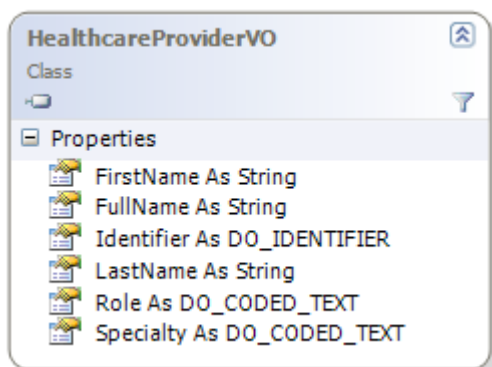 HealthcareProviderVO
Class
Properties
FirstName As String
FullName As String
Identifier As DO_IDENTIFIER
LastName As String
Role As DO_CODED_TEXT
Specialty As DO_CODED_TEXT